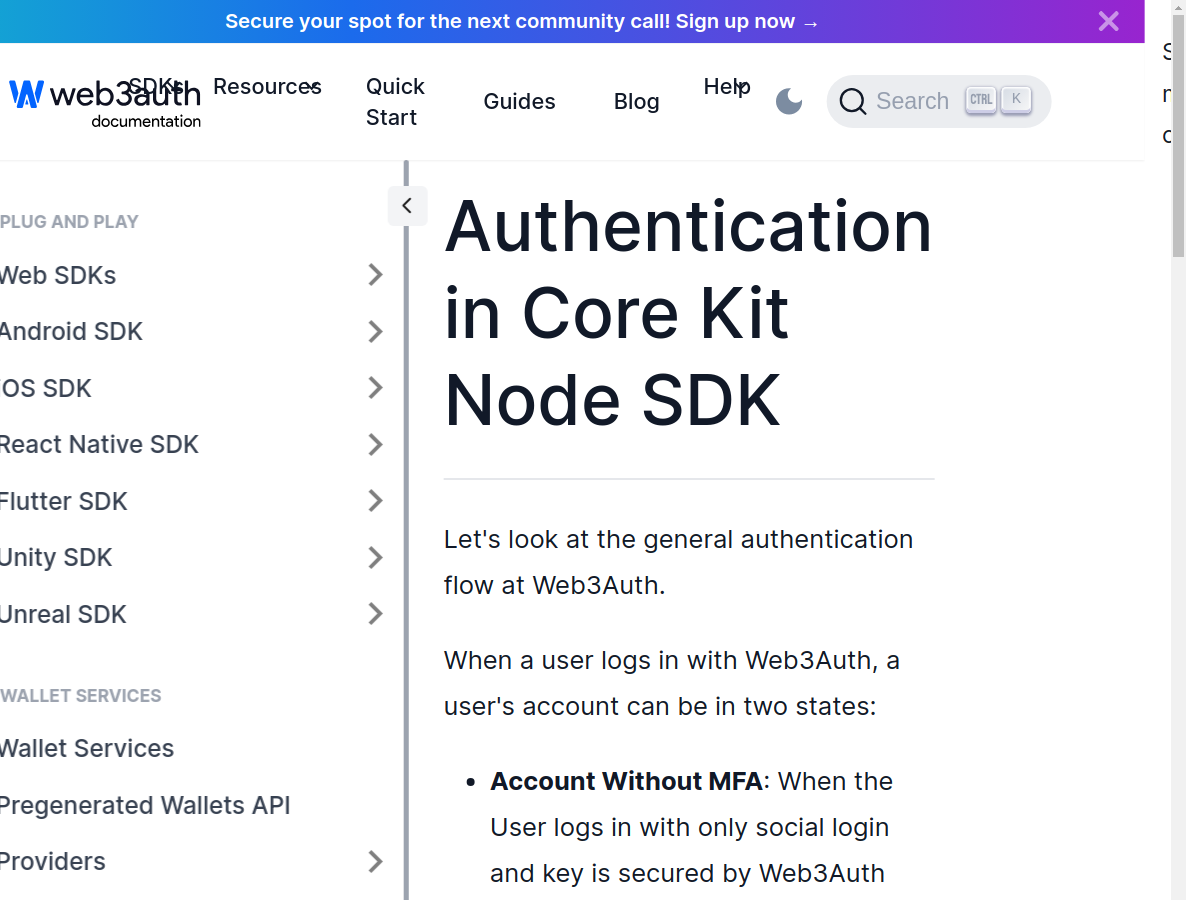 Secure your spot for the next community call! Sign up now →
web3auth
documentation
SDKs
Resources
Quick
Start
Guides
Blog
Help
Search
CTRL
K
PLUG AND PLAY
Web SDKs
Android SDK
iOS SDK
React Native SDK
Flutter SDK
Unity SDK
Unreal SDK
WALLET SERVICES
Wallet Services
Pregenerated Wallets API
Providers
Authentication
in Core Kit
Node SDK
Let's look at the general authentication
flow at Web3Auth.
When a user logs in with Web3Auth, a
user's account can be in two states:
• Account Without MFA: When the
User logs in with only social login
and key is secured by Web3Auth